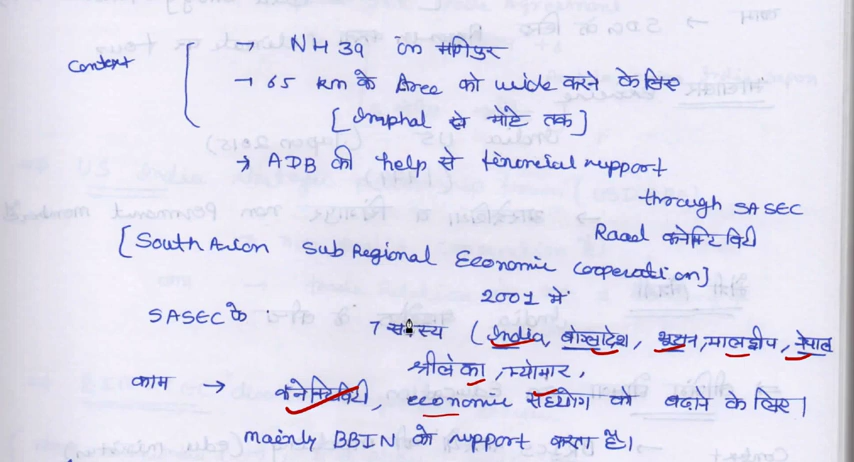 Context → NH 39 in मणिपुर
→ 65 km के Area को wide करने के लिए
[Imphal से मोरे तक]
→ ADB की help से financial support
through SASEC
Road कनेक्टिविटी
[South Asian Sub Regional Economic Cooperation]
2001 में
SASEC के 7 सदस्य (India, बांग्लादेश, भूटान, मालद्वीप, नेपाल
श्रीलंका, म्यांमार,
काम → कनेक्टिविटी, economic सहयोग को बढाने के लिए।
mainly BBIN को support करता है।